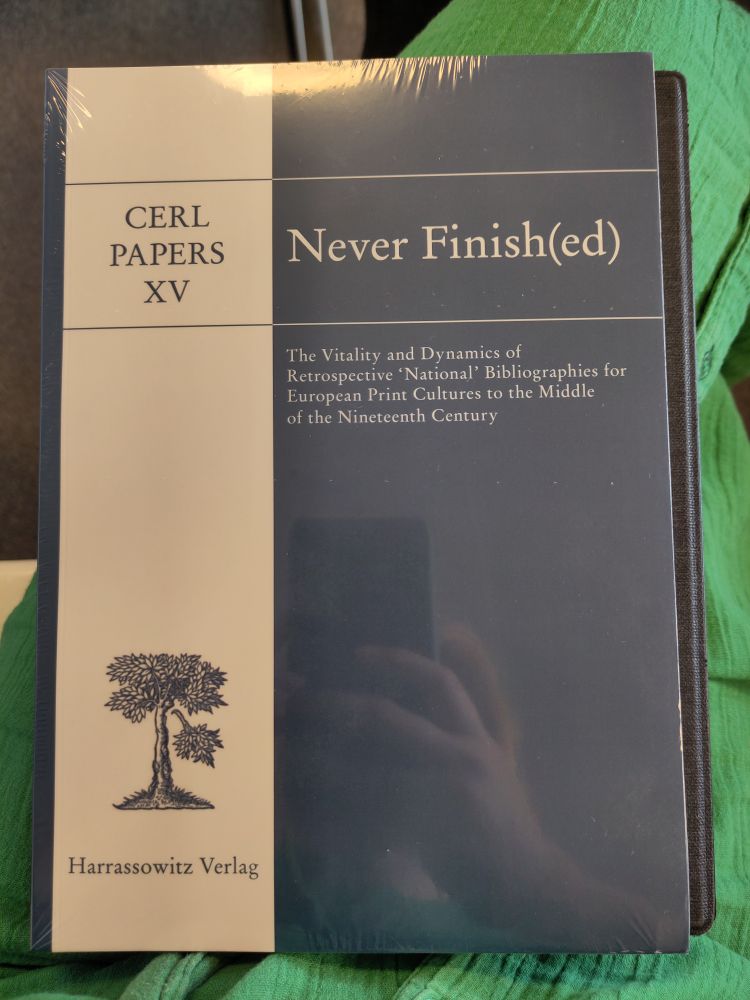 CERL
PAPERS
XV
Never Finish(ed)
The Vitality and Dynamics of
Retrospective ‘National’ Bibliographies for
European Print Cultures to the Middle
of the Nineteenth Century
Harrassowitz Verlag